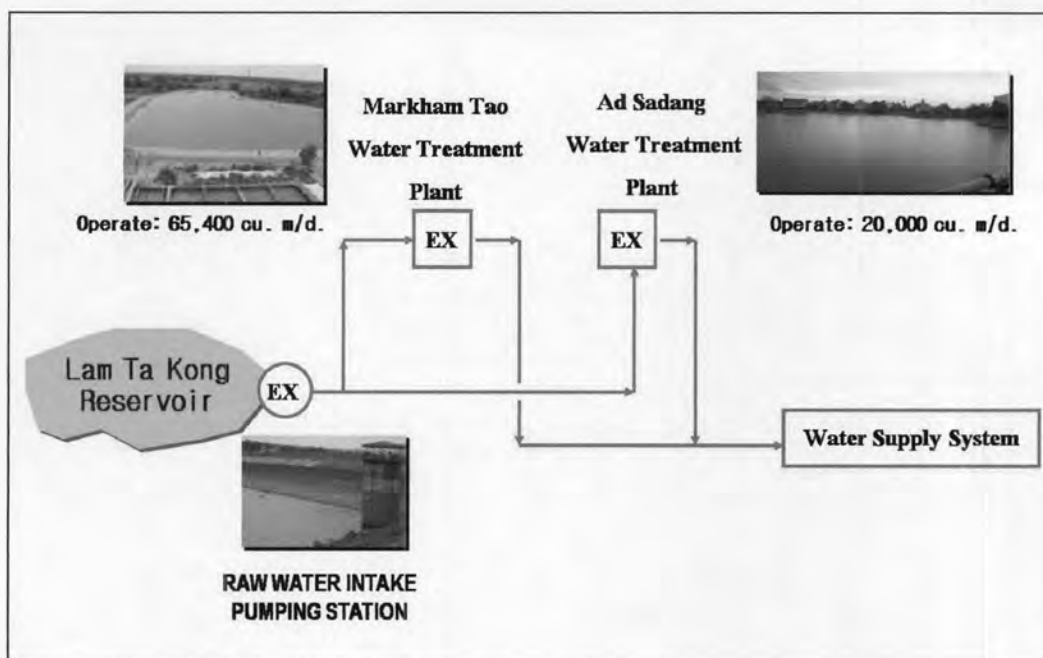 Markham Tao
Water Treatment
Plant
Ad Sadang
Water Treatment
Plant
Operate: 65,400 cu. m/d.
EX
EX
Operate: 20,000 cu. m/d.
Lam Ta Kong
Reservoir
EX
Water Supply System
RAW WATER INTAKE
PUMPING STATION